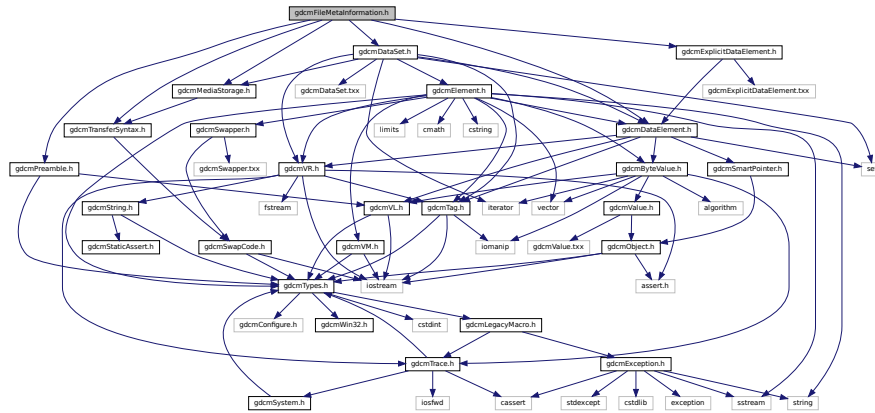 gdcmFileMetaInformation.h
gdcmDataSet.h
gdcmExplicitDataElement.h
gdcmMediaStorage.h
gdcmDataSet.txx
gdcmElement.h
gdcmExplicitDataElement.txx
gdcmTransferSyntax.h
gdcmSwapper.h
limits
cmath
cstring
gdcmDataElement.h
gdcmPreamble.h
gdcmSwapper.txx
gdcmVR.h
gdcmByteValue.h
gdcmSmartPointer.h
gdcmString.h
fstream
gdcmVL.h
gdcmTag.h
iterator
vector
gdcmValue.h
algorithm
gdcmStaticAssert.h
gdcmSwapCode.h
gdcmVM.h
iomanip
gdcmValue.txx
gdcmObject.h
gdcmTypes.h
iostream
assert.h
gdcmConfigure.h
gdcmWin32.h
cstdint
gdcmLegacyMacro.h
gdcmTrace.h
gdcmException.h
gdcmSystem.h
iosfwd
cassert
stdexcept
cstdlib
exception
sstream
string